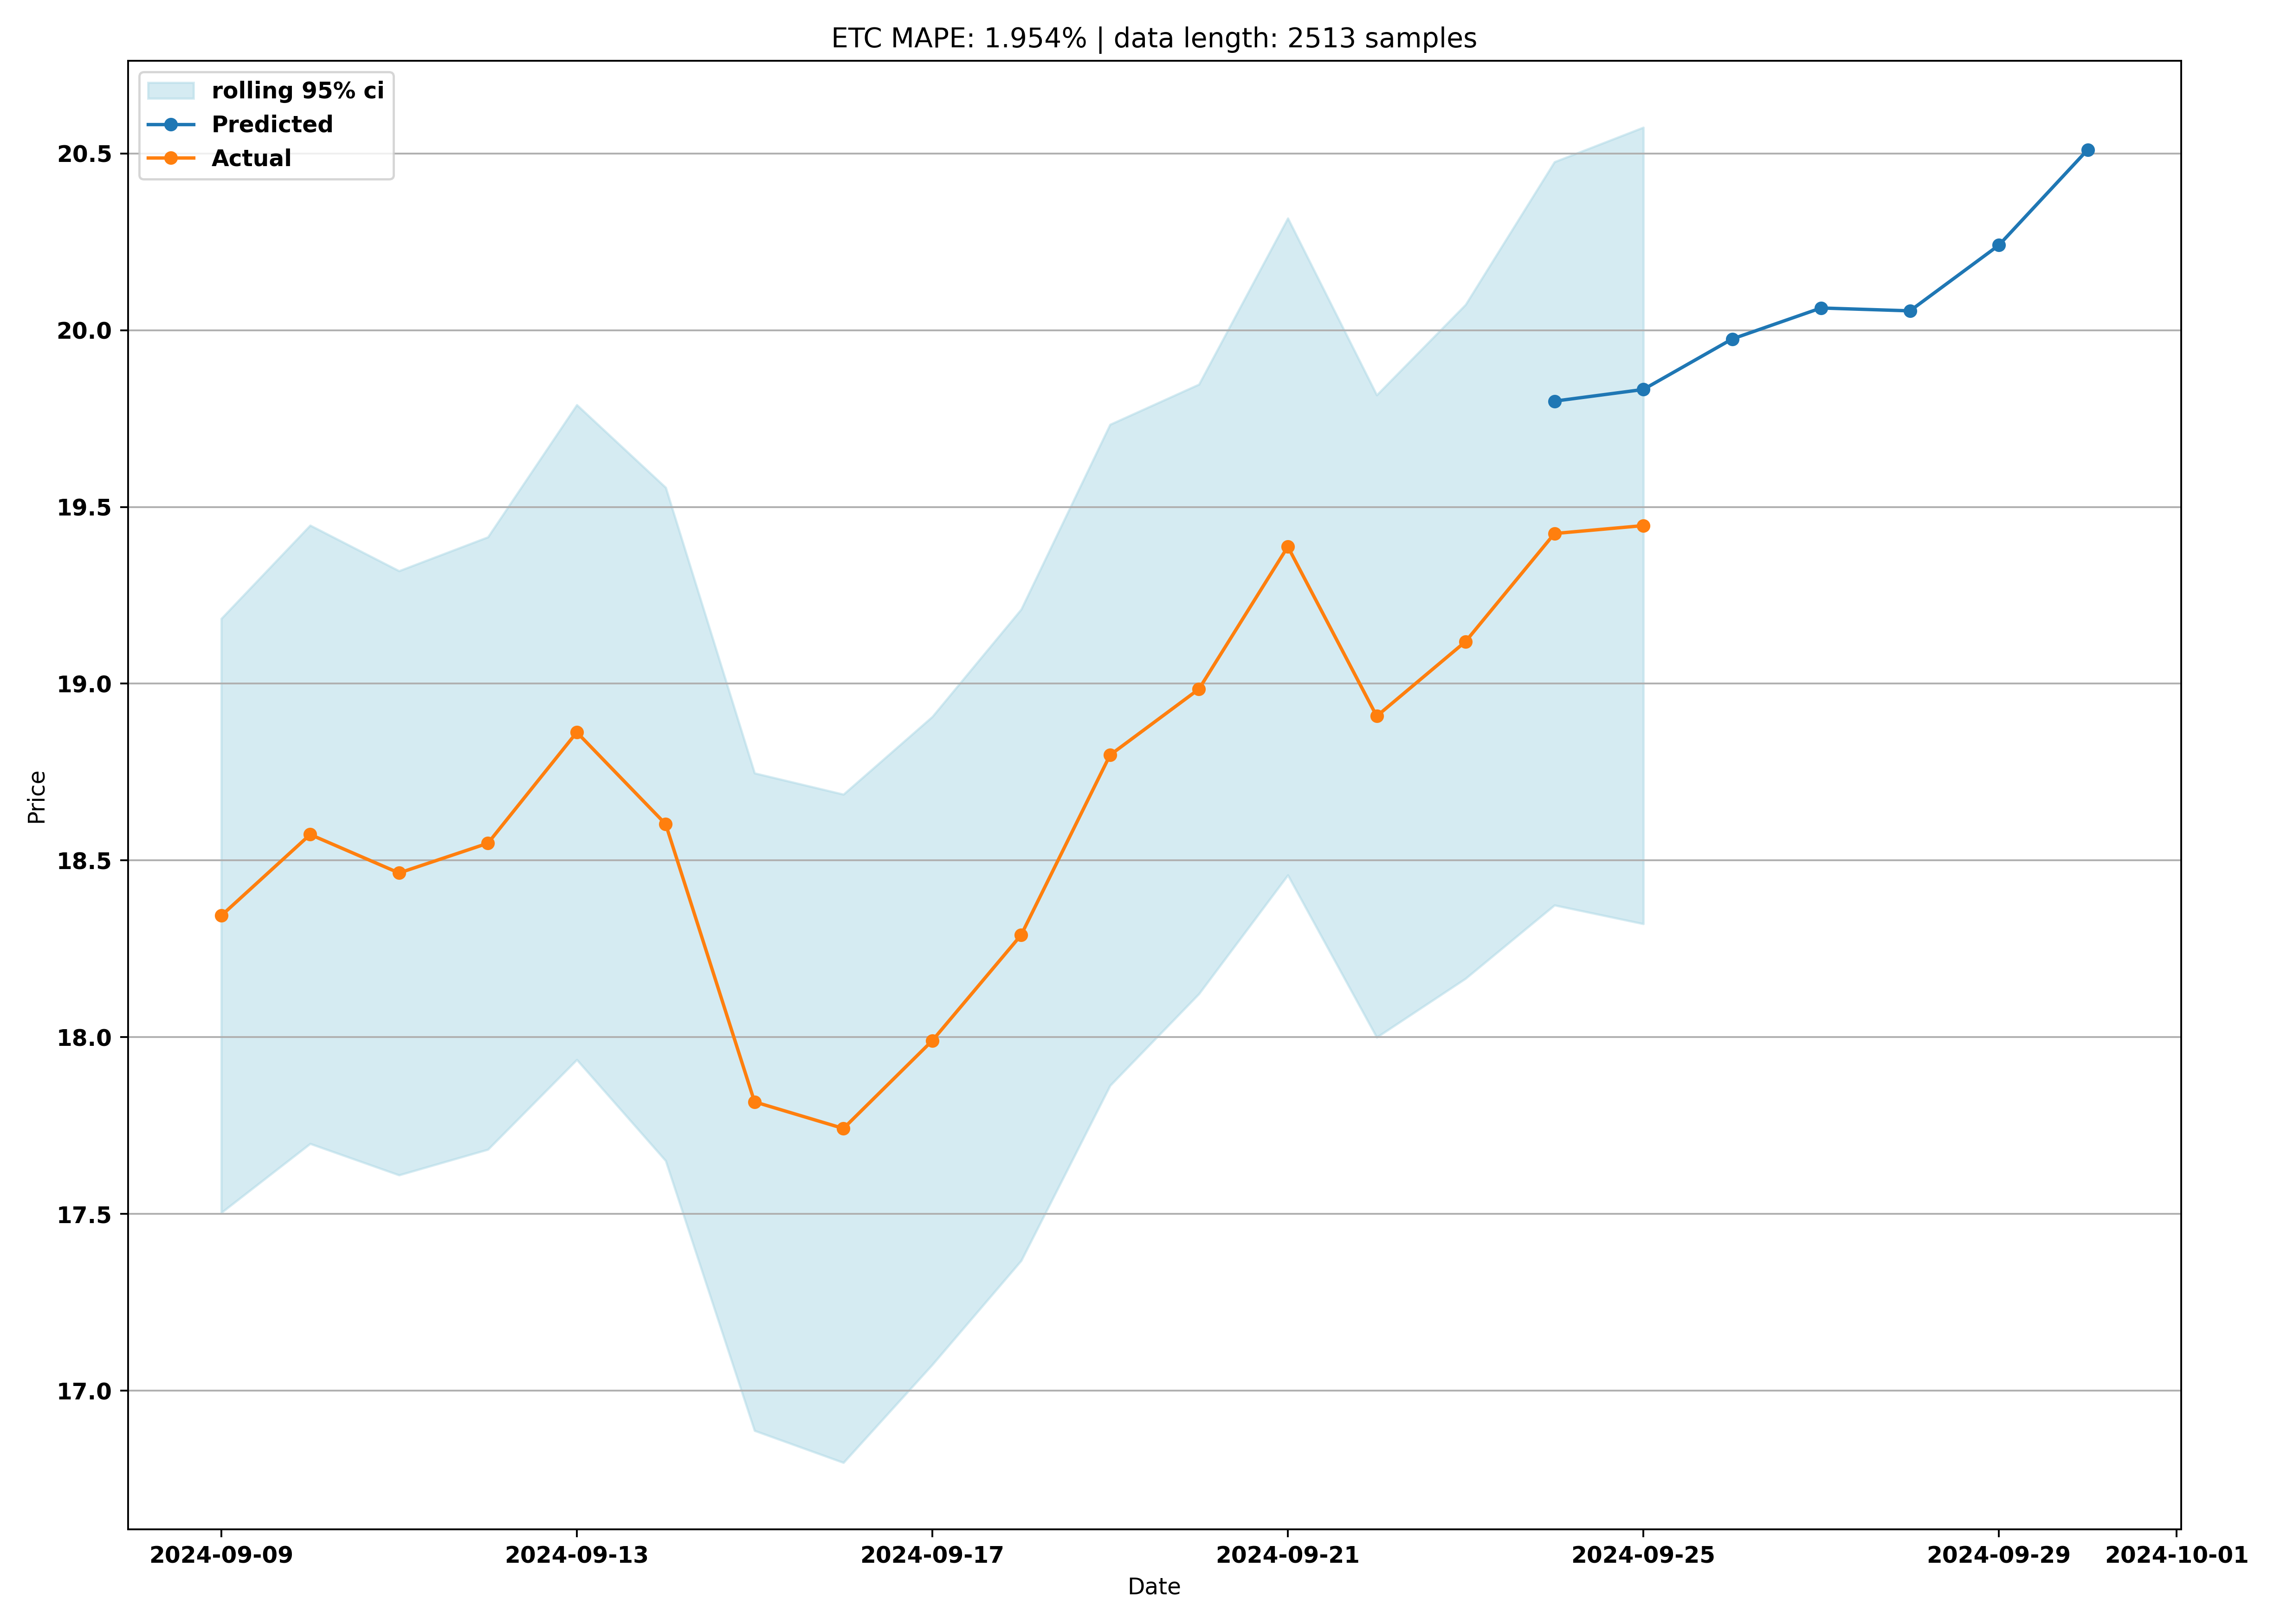 ETC MAPE: 1.954% | data length: 2513 samples
rolling 95% ci
Predicted
Actual
20.5
20.0
19.5
19.0
18.5
18.0
17.5
17.0
Price
2024-09-09 2024-09-13 2024-09-17 2024-09-21 2024-09-25 2024-09-29 2024-10-01
Date